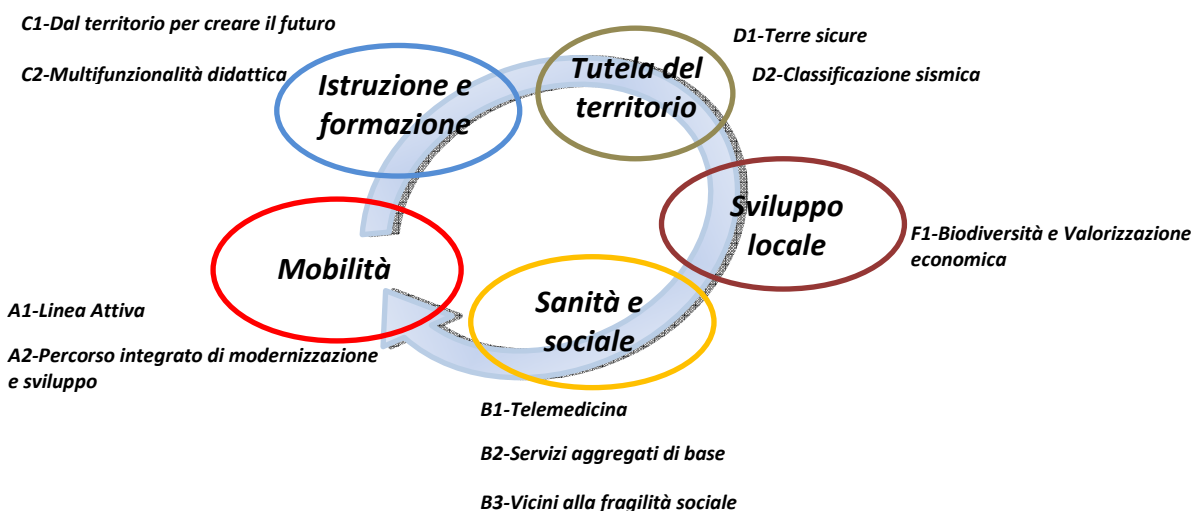 C1-Dal territorio per creare il futuro
C2-Multifunzionalità didattica
Istruzione e
formazione
Tutela del
territorio
D1-Terre sicure
D2-Classificazione sismica
Sviluppo
locale
F1-Biodiversità e Valorizzazione
economica
Mobilità
A1-Linea Attiva
A2-Percorso integrato di modernizzazione
e sviluppo
Sanità e
sociale
B1-Telemedicina
B2-Servizi aggregati di base
B3-Vicini alla fragilità sociale